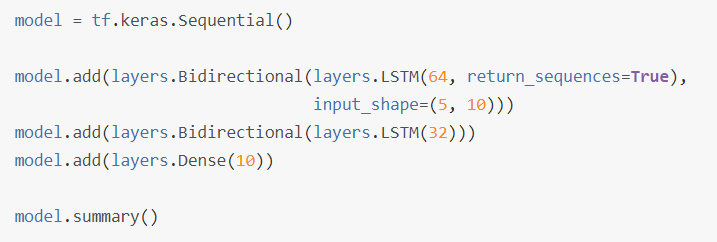 model = tf.keras.Sequential()
model.add(layers.Bidirectional(layers.LSTM(64, return_sequences=True),
input_shape=(5, 10)))
model.add(layers.Bidirectional(layers.LSTM(32)))
model.add(layers.Dense(10))
model.summary()